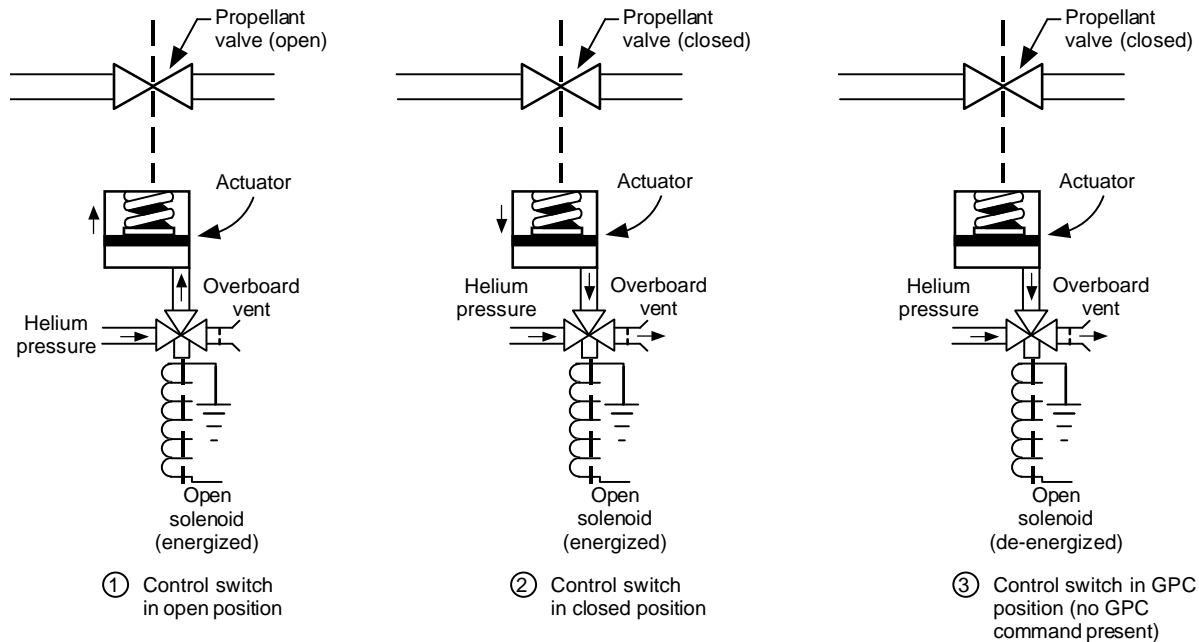 Propellant
valve (open)
Actuator
Helium
pressure
Overboard
vent
Open
solenoid
(energized)
1 Control switch
in open position
Propellant
valve (closed)
Actuator
Helium
pressure
Overboard
vent
Open
solenoid
(energized)
2 Control switch
in closed position
Propellant
valve (closed)
Actuator
Helium
pressure
Overboard
vent
Open
solenoid
(de-energized)
3 Control switch in GPC
position (no GPC
command present)